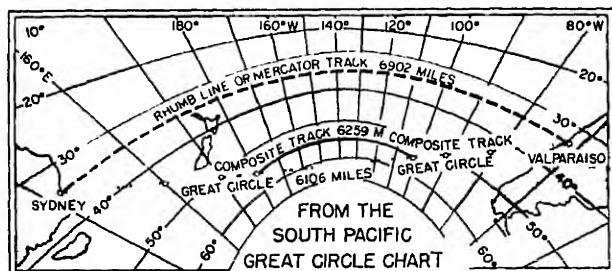 10° 180° 160°W 140° 120° 100° 80°W
160°E
20° 20°
RHUMB LINE OR MERCATOR TRACK 6902 MILES
30° 30°
COMPOSITE TRACK 6259 M COMPOSITE TRACK
VALPARAISO
GREAT CIRCLE GREAT CIRCLE
SYDNEY 40° 6106 MILES 40°
50° 60° 60° 50°
FROM THE
SOUTH PACIFIC
GREAT CIRCLE CHART